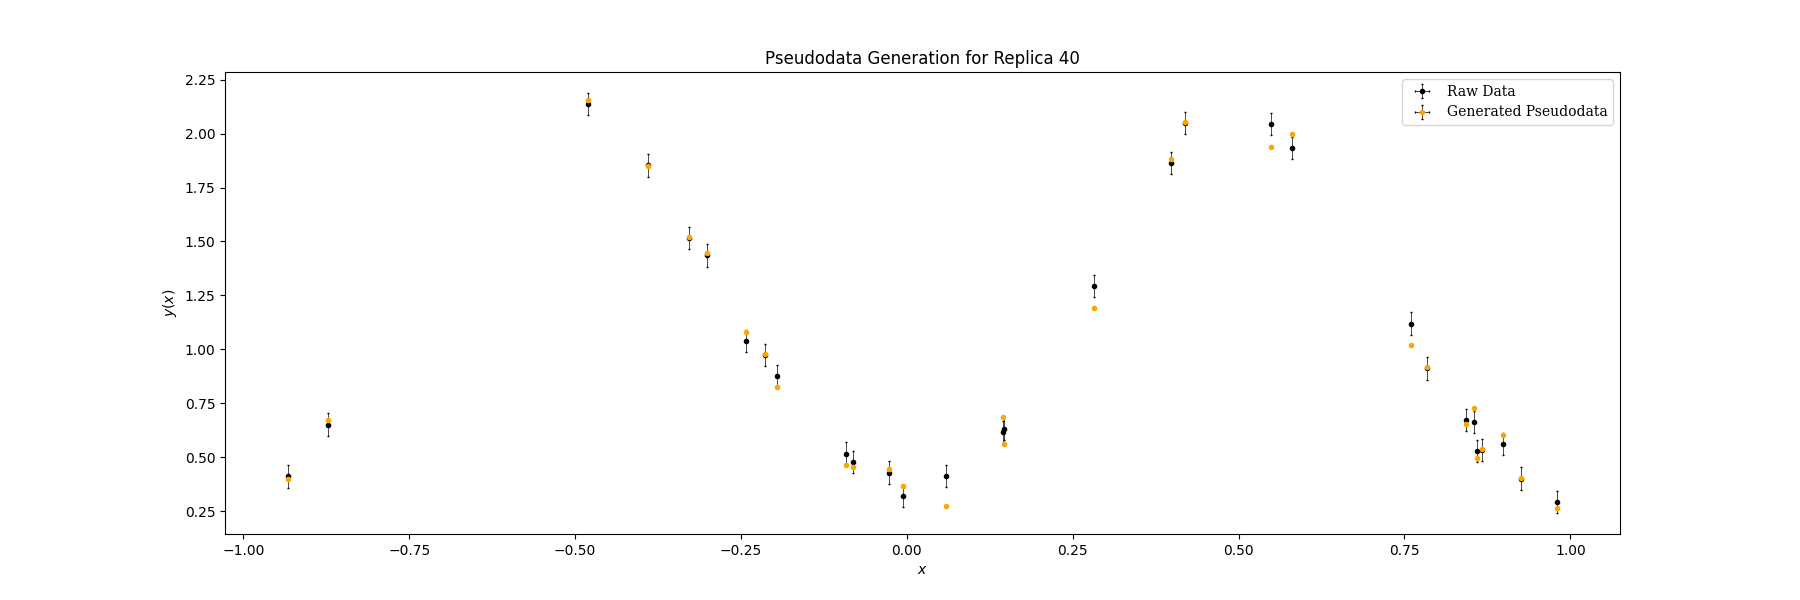 Pseudodata Generation for Replica 40
Raw Data
Generated Pseudodata
y(x)
2.25
2.00
1.75
1.50
1.25
1.00
0.75
0.50
0.25
−1.00 −0.75 −0.50 −0.25 0.00 0.25 0.50 0.75 1.00
x